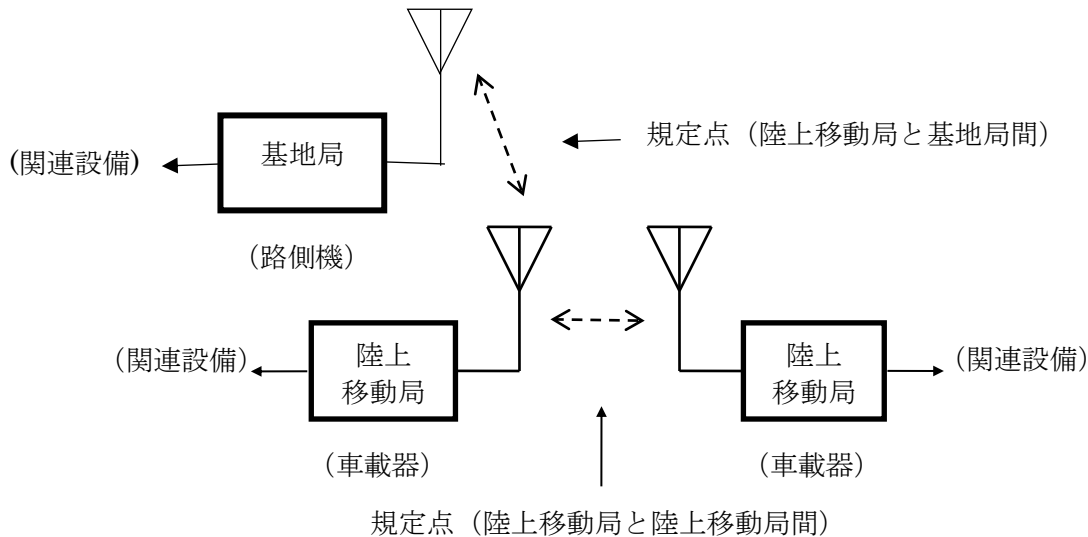 規定点（陸上移動局と基地局間）
(関連設備)
基地局
（路側機）
（関連設備）
陸上
移動局
陸上
移動局
（関連設備）
（車載器）
（車載器）
規定点（陸上移動局と陸上移動局間）